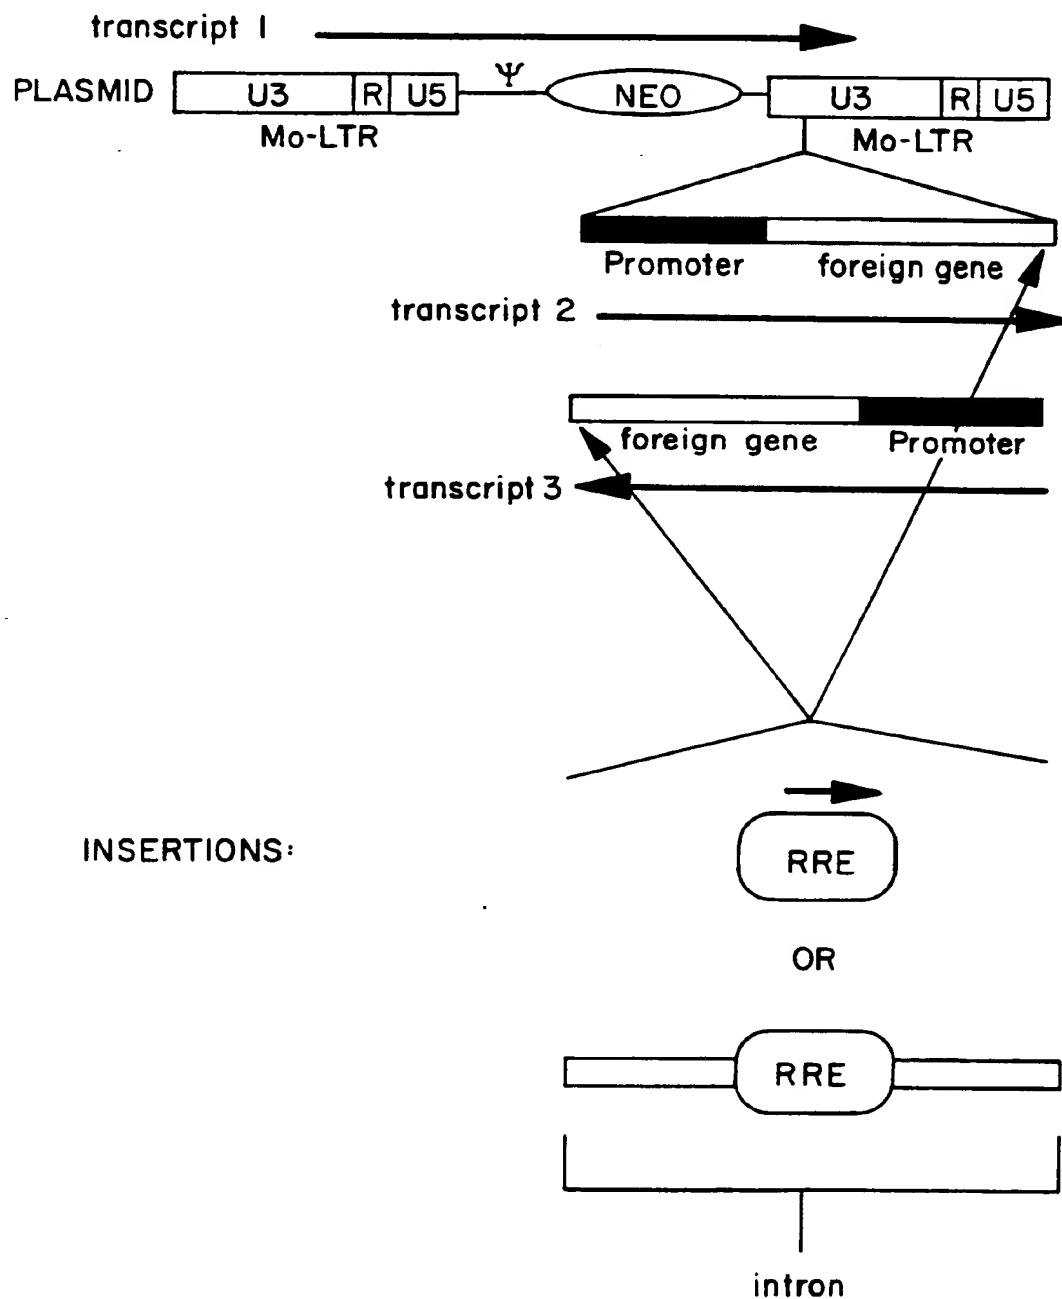 transcript 1
Ψ
PLASMID U3 R U5 NEO U3 R U5
Mo-LTR Mo-LTR
Promoter foreign gene
transcript 2
foreign gene Promoter
transcript 3
INSERTIONS:
RRE
OR
RRE
intron